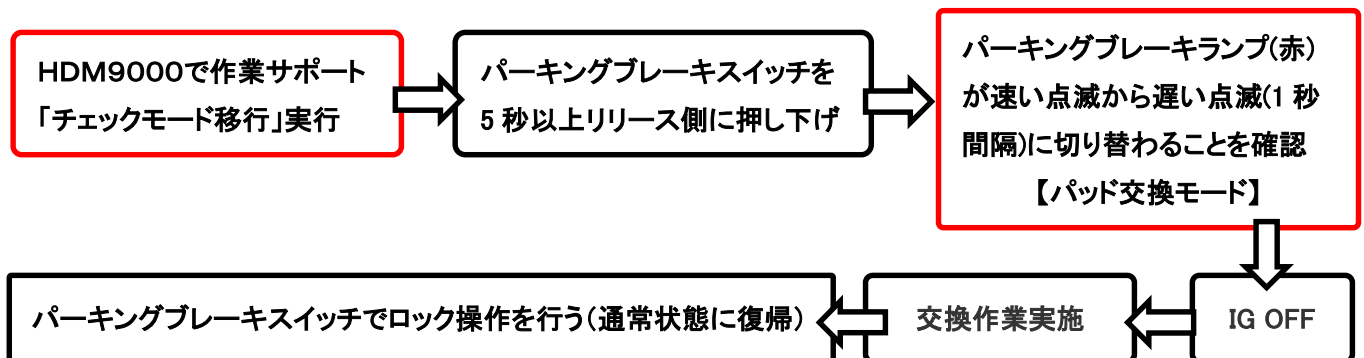 HDM9000で作業サポート
「チェックモード移行」実行
パーキングブレーキスイッチを
5 秒以上リリース側に押し下げ
パーキングブレーキランプ(赤)
が速い点滅から遅い点滅(1 秒
間隔)に切り替わることを確認
【パッド交換モード】
IG OFF
交換作業実施
パーキングブレーキスイッチでロック操作を行う(通常状態に復帰)